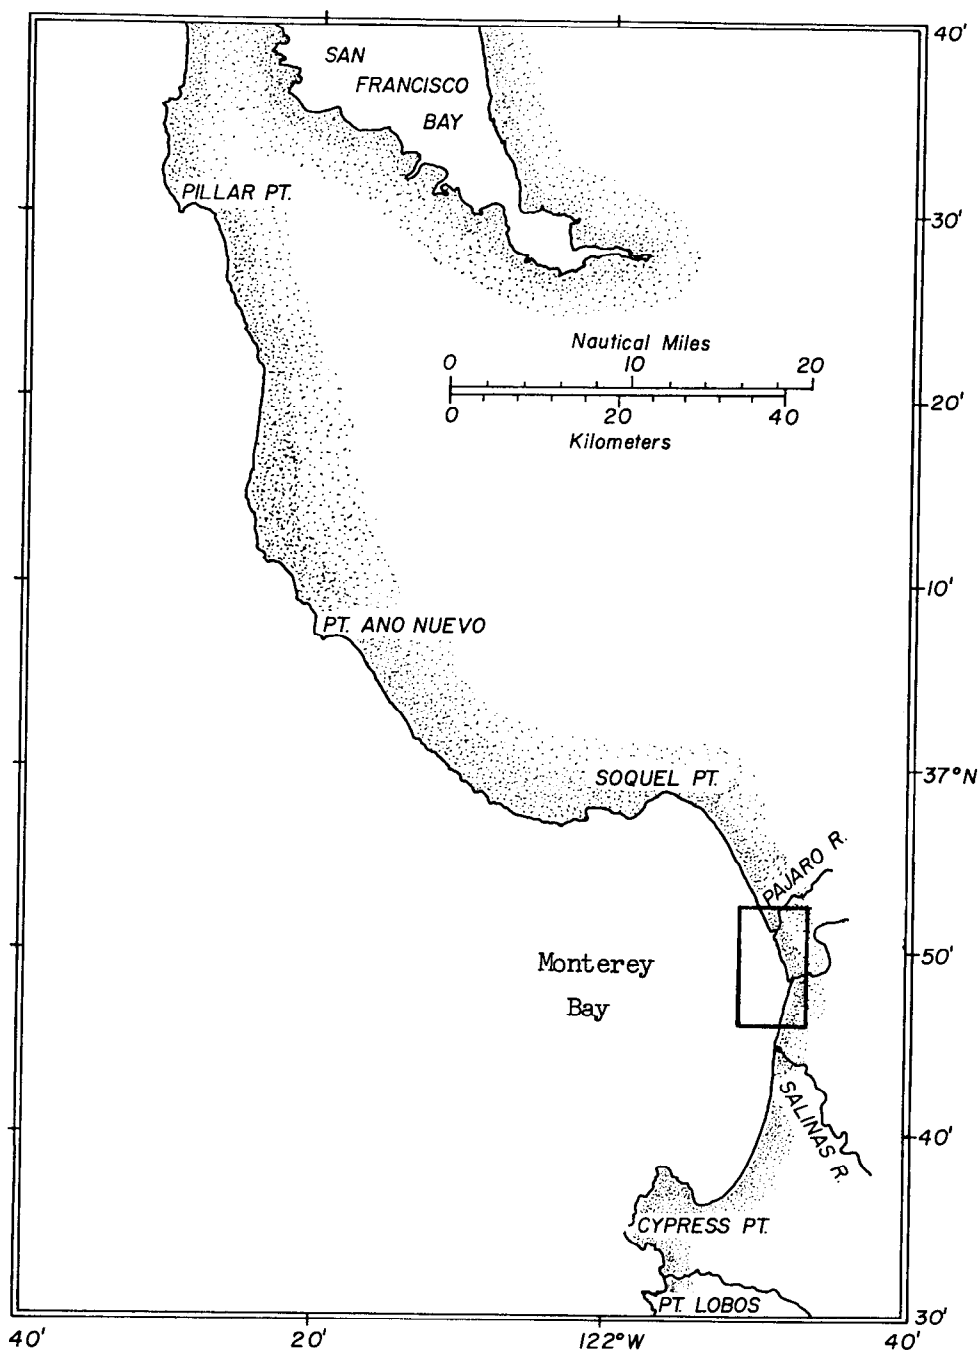 40'
SAN
FRANCISCO
BAY
PILLAR PT.
30'
Nautical Miles
0 10 20
20'
0 20 40
Kilometers
10'
PT. ANO NUEVO
37°N
SOQUEL PT.
PAJARO R.
50'
Monterey
Bay
SALINAS R.
40'
CYPRESS PT.
PT. LOBOS
30'
40' 20' 122°W 40'